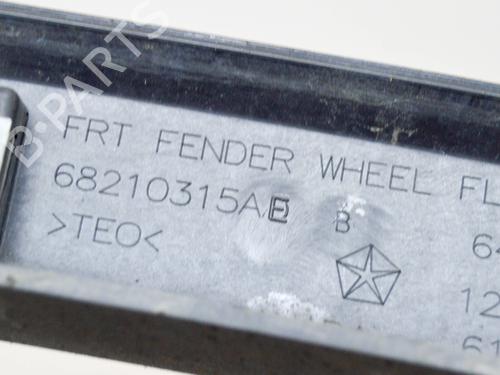 B-PARTS
FRT FENDER WHEEL FL
68210315AE B
>TEO<
64
12
61